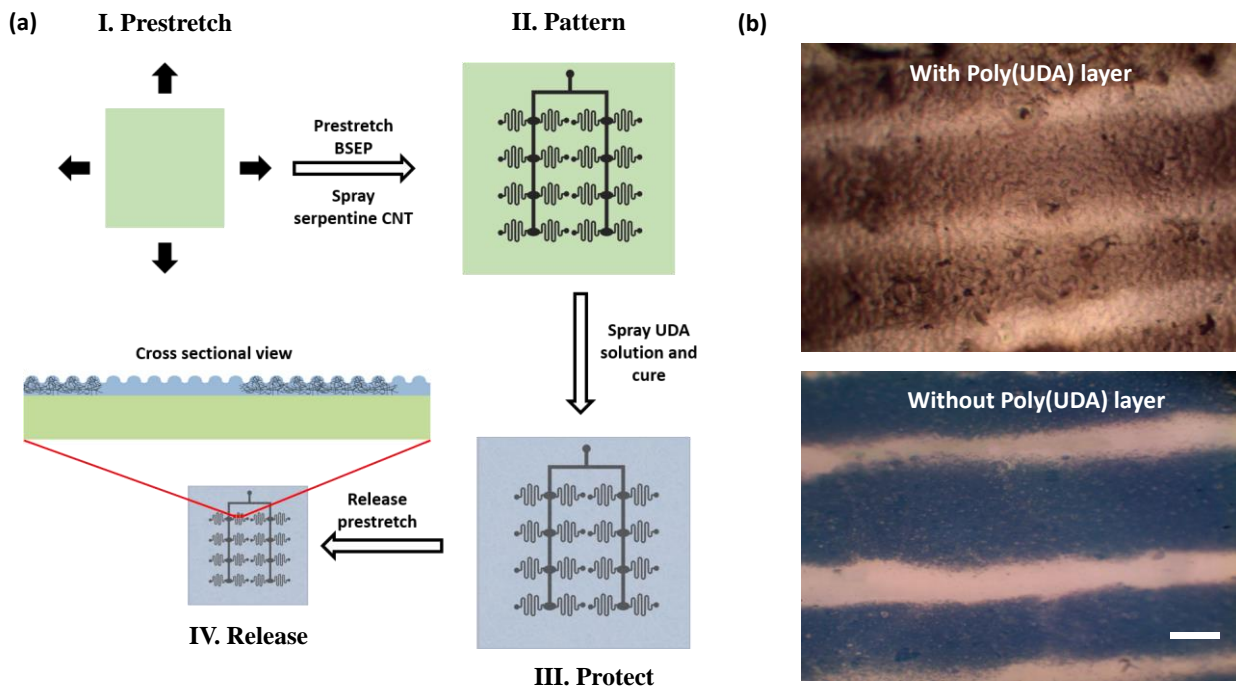 (a)
I. Prestretch
II. Pattern
Prestretch
BSEP
Spray
serpentine CNT
Spray UDA
solution and
cure
Cross sectional view
Release
prestretch
IV. Release
III. Protect
(b)
With Poly(UDA) layer
Without Poly(UDA) layer